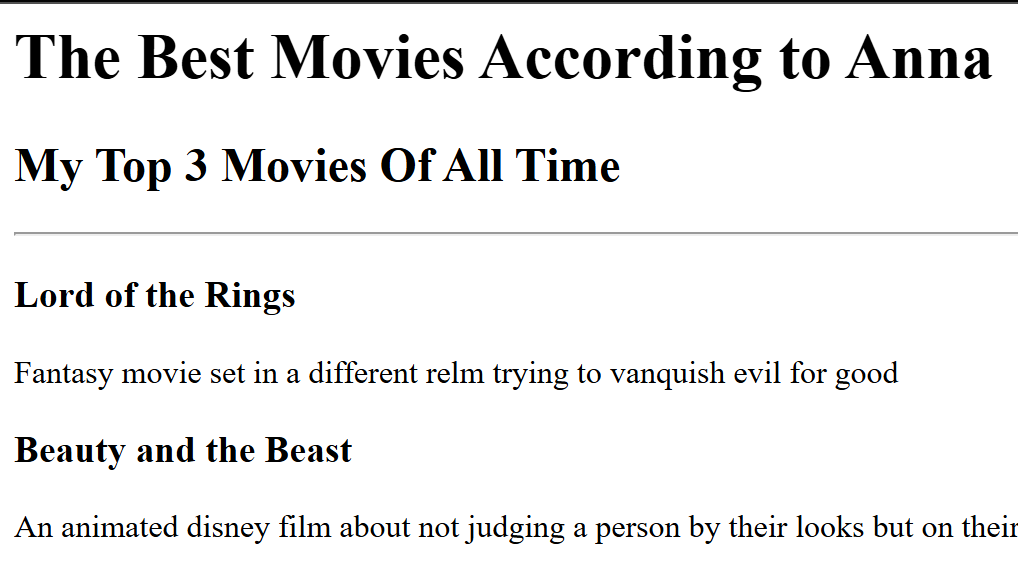 The Best Movies According to Anna
My Top 3 Movies Of All Time
Lord of the Rings
Fantasy movie set in a different relm trying to vanquish evil for good
Beauty and the Beast
An animated disney film about not judging a person by their looks but on their